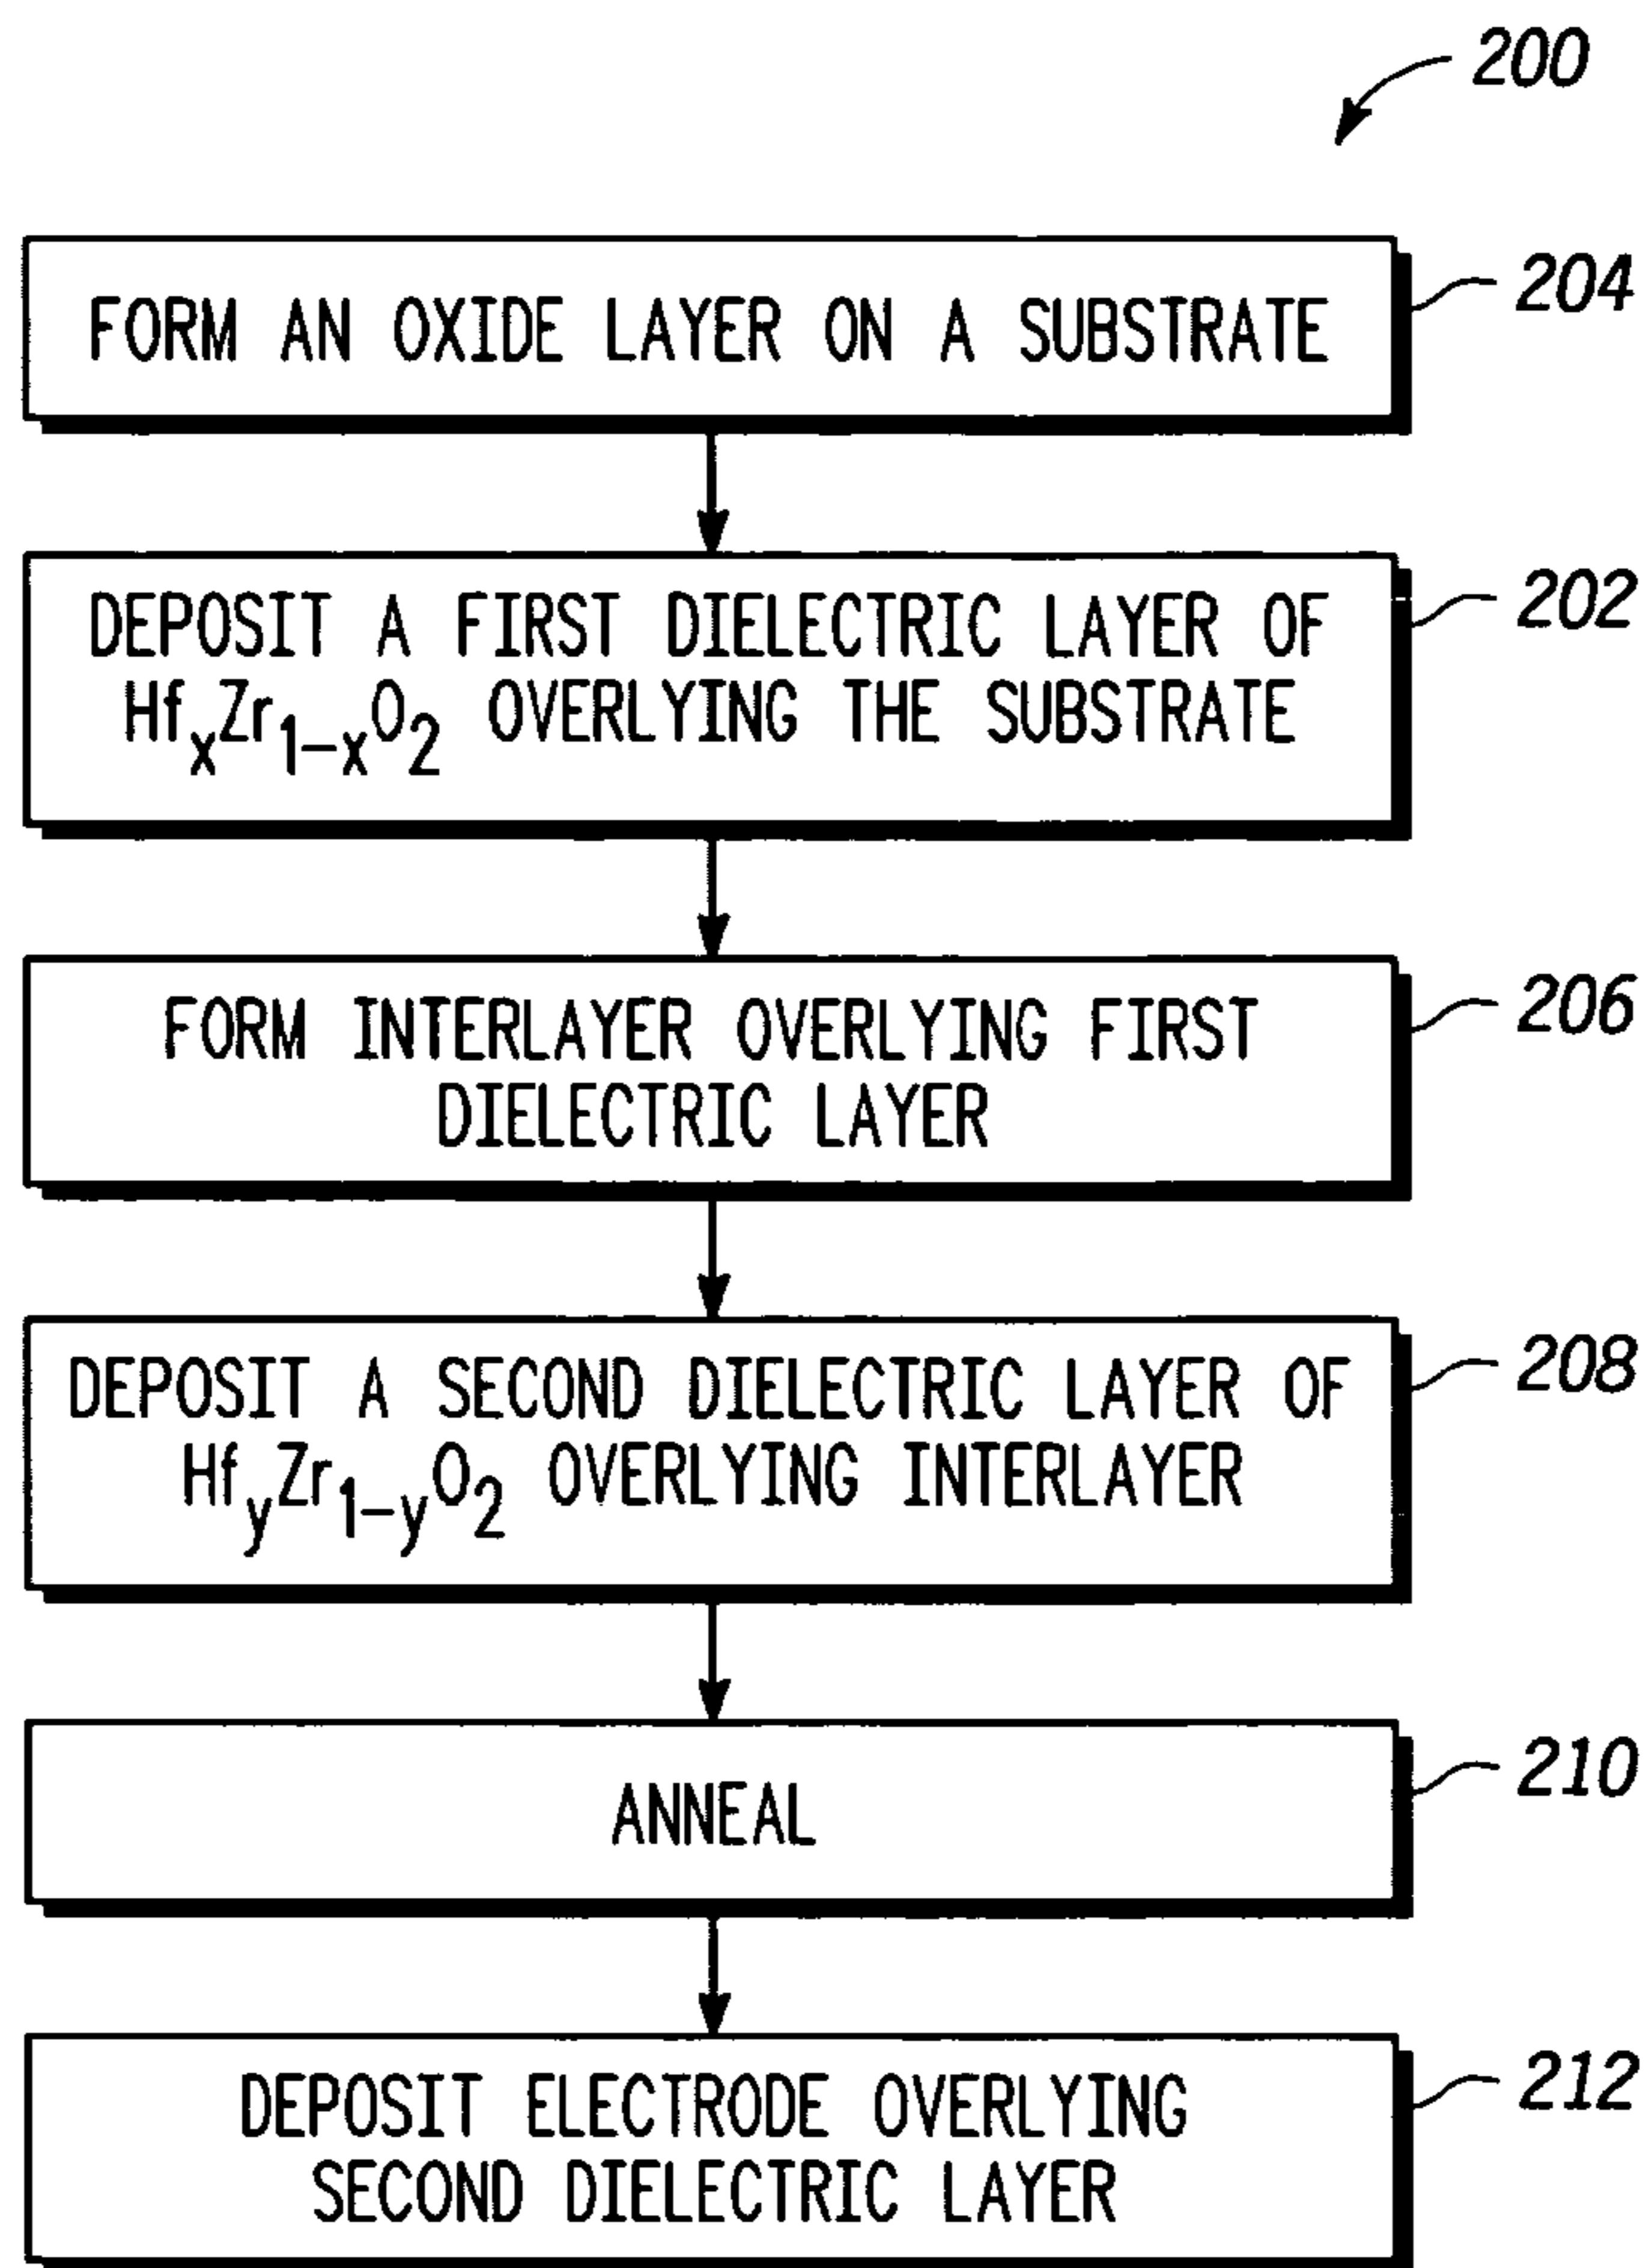 200
FORM AN OXIDE LAYER ON A SUBSTRATE
204
DEPOSIT A FIRST DIELECTRIC LAYER OF
HfₓZr₁₋ₓO₂ OVERLYING THE SUBSTRATE
202
FORM INTERLAYER OVERLYING FIRST
DIELECTRIC LAYER
206
DEPOSIT A SECOND DIELECTRIC LAYER OF
HfyZr1-yO2 OVERLYING INTERLAYER
208
ANNEAL
210
DEPOSIT ELECTRODE OVERLYING
SECOND DIELECTRIC LAYER
212